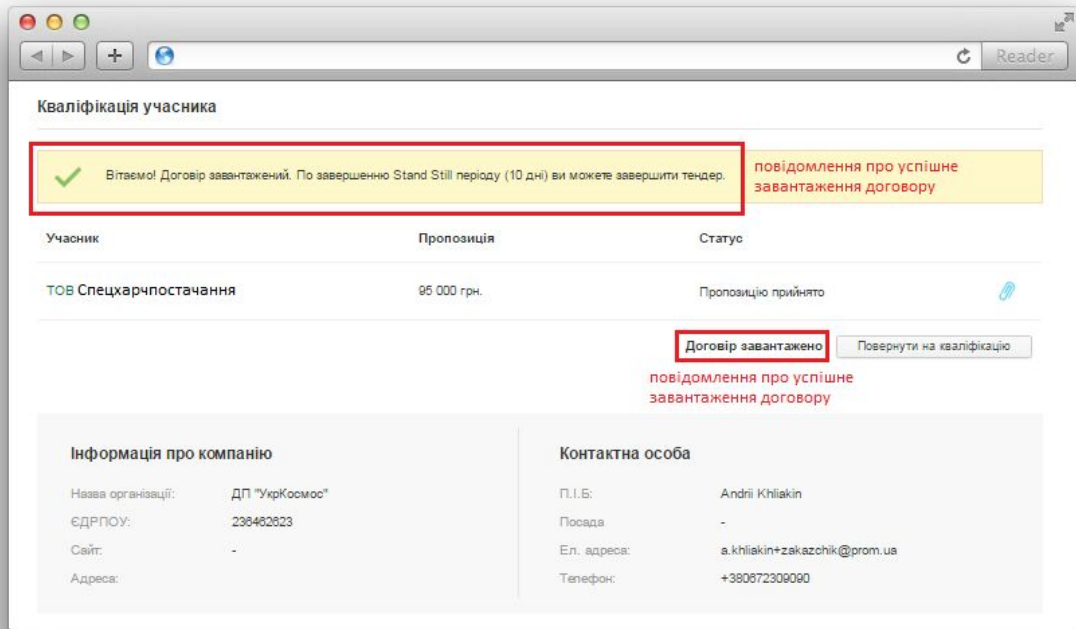 Reader
Кваліфікація учасника
Вітаємо! Договір завантажений. По завершенню Stand Still періоду (10 дні) ви можете завершити тендер.
повідомлення про успішне
завантаження договору
Учасник Пропозиція Статус
ТОВ Спецхарчпостачання 95 000 грн. Пропозицію прийнято
Договір завантажено Повернути на кваліфікацію
повідомлення про успішне
завантаження договору
Інформація про компанію
Назва організації: ДП "УкрКосмос"
ЄДРПОУ: 236462623
Сайт: -
Адреса:
Контактна особа
П.І.Б: Andrii Khliakin
Посада -
Ел. адреса: a.khliakin+zakazchik@prom.ua
Телефон: +380672309090